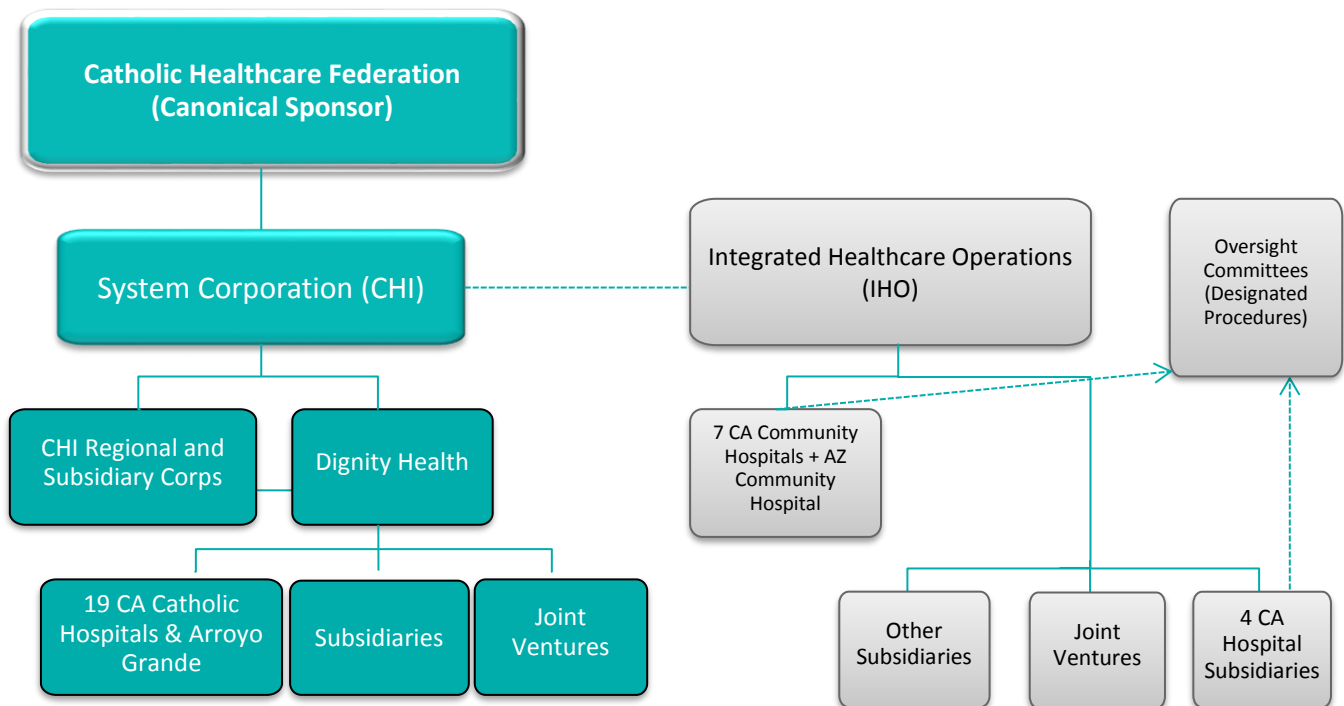 Catholic Healthcare Federation
(Canonical Sponsor)
System Corporation (CHI)
Integrated Healthcare Operations
(IHO)
Oversight
Committees
(Designated
Procedures)
CHI Regional and
Subsidiary Corps
Dignity Health
7 CA Community
Hospitals + AZ
Community
Hospital
19 CA Catholic
Hospitals & Arroyo
Grande
Subsidiaries
Joint
Ventures
Other
Subsidiaries
Joint
Ventures
4 CA
Hospital
Subsidiaries